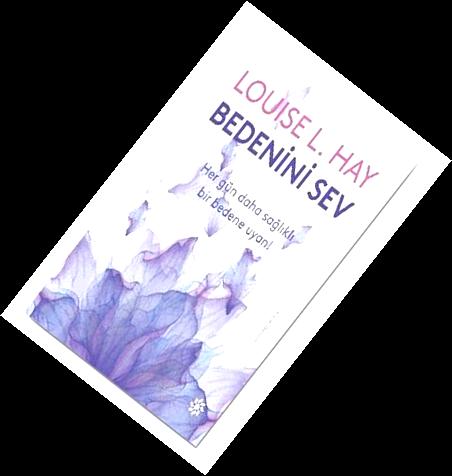 LOUISE L. HAY
BEDENİNİ SEV
Her gün daha sağlıklı
bir bedene uyan!